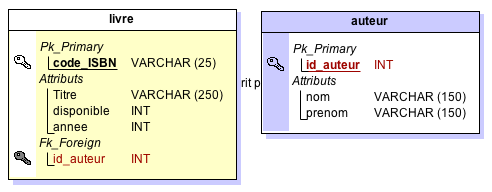 livre
Pk_Primary
code_ISBN VARCHAR (25)
Attributs
Titre VARCHAR (250)
disponible INT
annee INT
Fk_Foreign
id_auteur INT
rit p
auteur
Pk_Primary
id_auteur INT
Attributs
nom VARCHAR (150)
prenom VARCHAR (150)